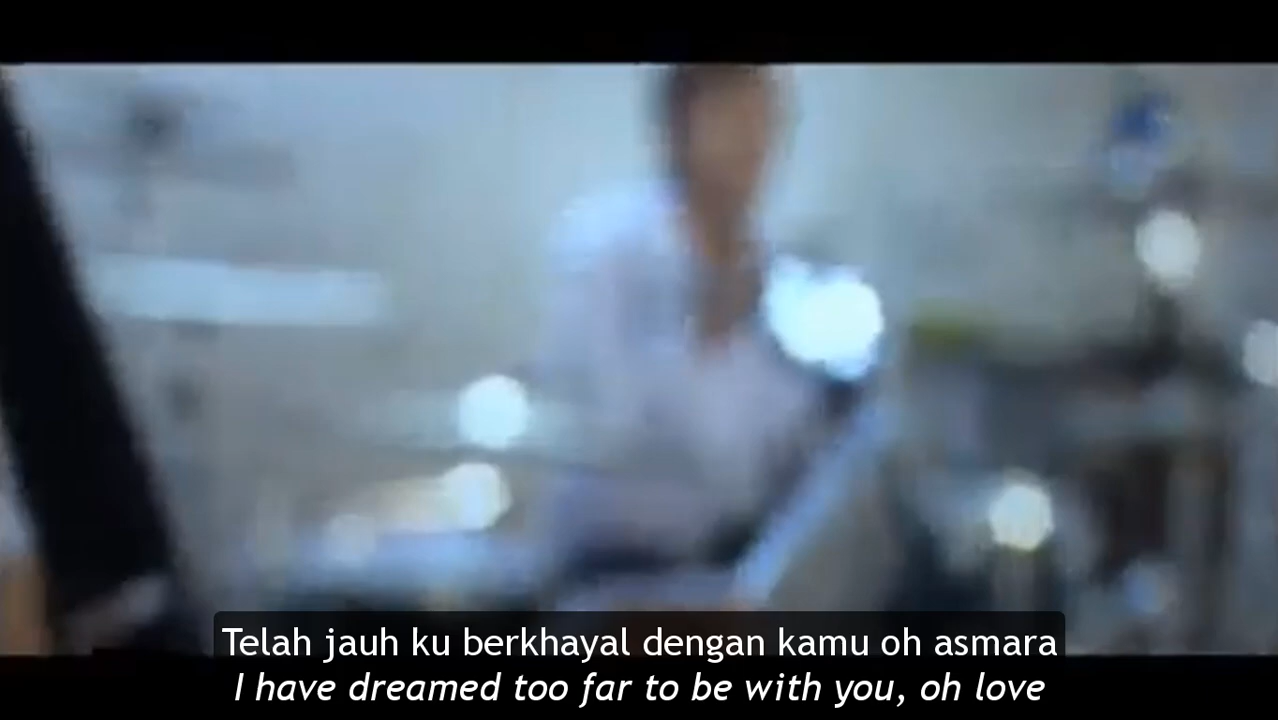 Telah jauh ku berkhayal dengan kamu oh asmara
I have dreamed too far to be with you, oh love